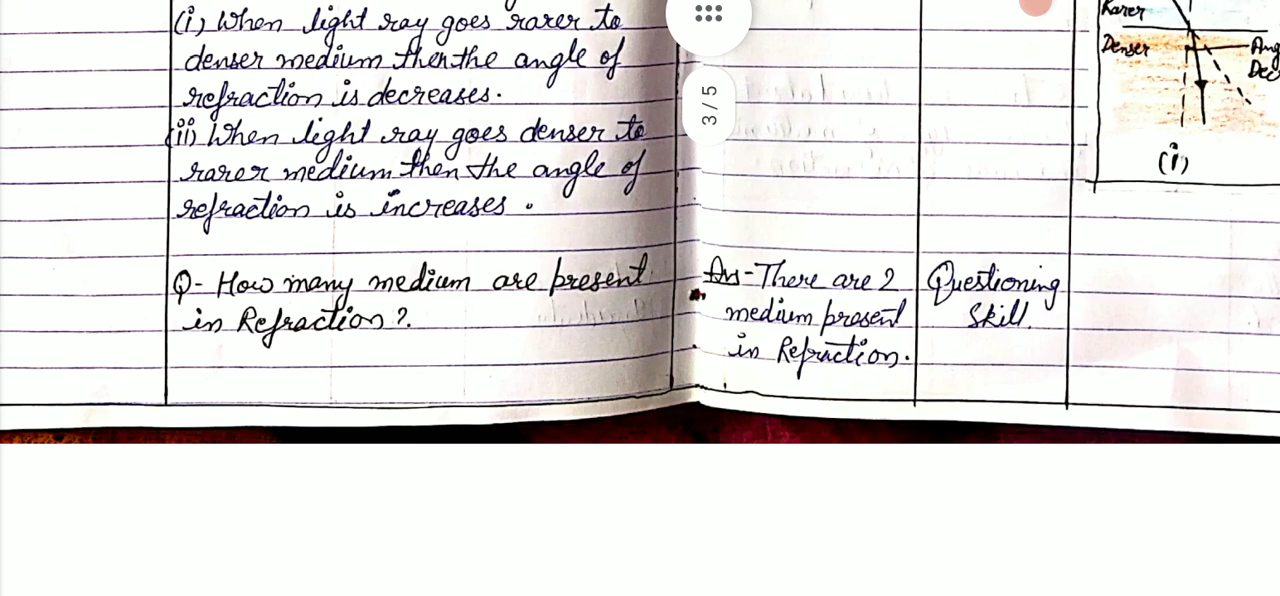 (i) When light ray goes rarer to
denser medium then the angle of
refraction is decreases.
(ii) When light ray goes denser to
rarer medium then the angle of
refraction is increases.
Q- How many medium are present
in Refraction?
Ans-There are 2
medium present
in Refraction.
Questioning
Skill.
3/5
Rarer
Denser
Ang
Dec
(i)